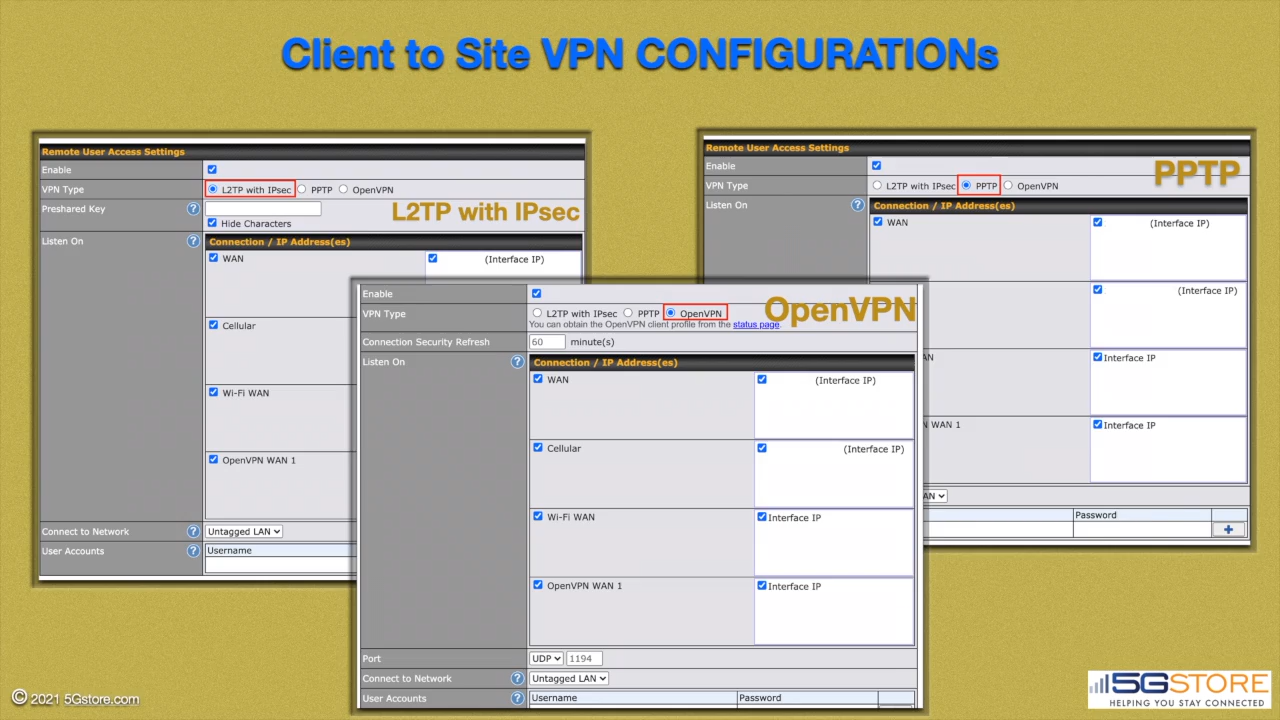 Client to Site VPN CONFIGURATIONs
Remote User Access Settings
Enable
VPN Type
L2TP with IPsec PPTP OpenVPN
Preshared Key ?
Hide Characters
L2TP with IPsec
Listen On ?
Connection / IP Address(es)
WAN (Interface IP)
Cellular
Wi-Fi WAN
OpenVPN WAN 1
Connect to Network ? Untagged LAN
User Accounts ? Username
Remote User Access Settings
Enable
PPTP
VPN Type
L2TP with IPsec PPTP OpenVPN
Listen On ?
Connection / IP Address(es)
WAN (Interface IP)
(Interface IP)
AN Interface IP
N WAN 1 Interface IP
AN
Password
+
Enable
VPN Type
L2TP with IPsec PPTP OpenVPN
OpenVPN
You can obtain the OpenVPN client profile from the status page.
Connection Security Refresh 60 minute(s)
Listen On ?
Connection / IP Address(es)
WAN (Interface IP)
Cellular (Interface IP)
Wi-Fi WAN Interface IP
OpenVPN WAN 1 Interface IP
Port UDP 1194
Connect to Network ? Untagged LAN
User Accounts ? Username Password
© 2021 5Gstore.com
5GSTORE
HELPING YOU STAY CONNECTED